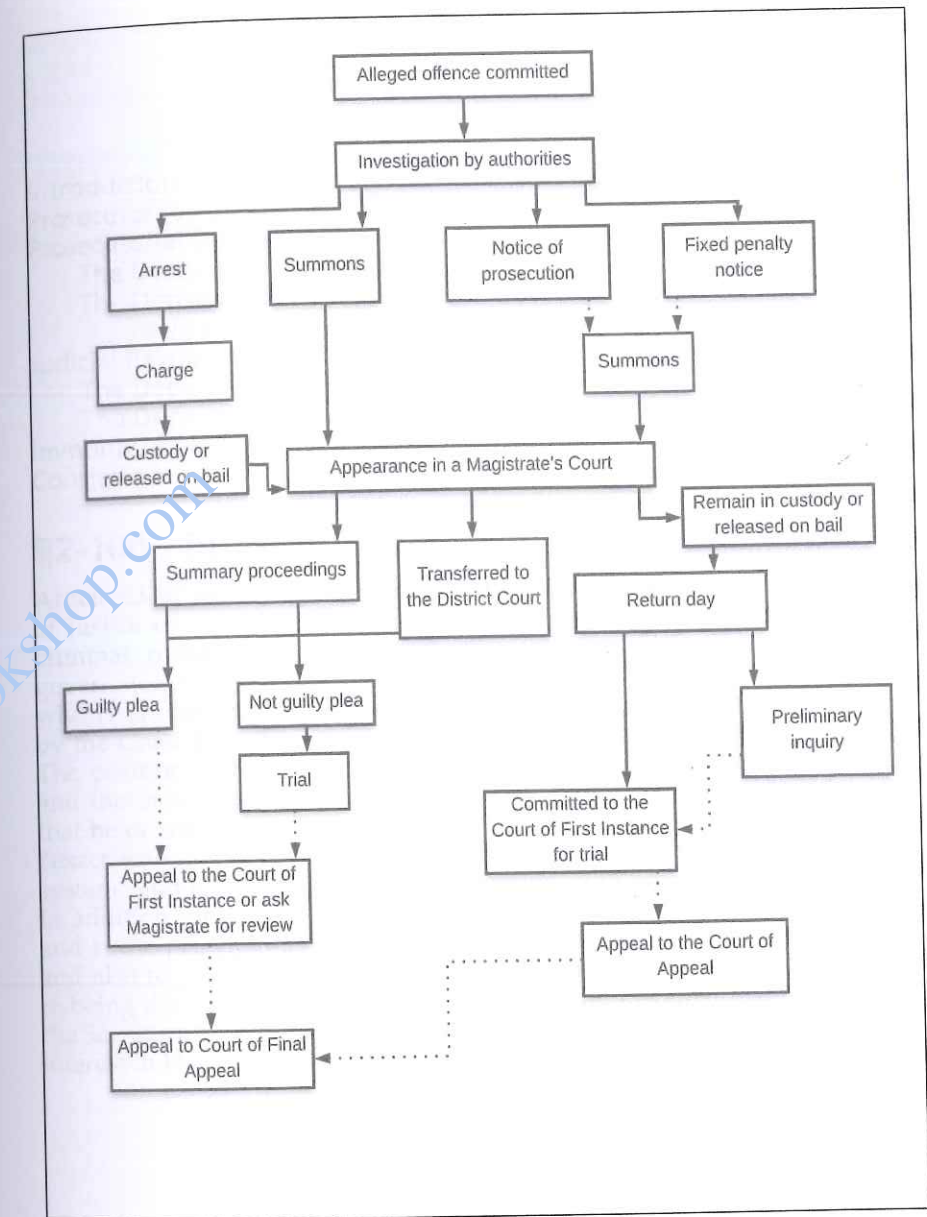 Alleged offence committed
Investigation by authorities
Arrest
Summons
Notice of
prosecution
Fixed penalty
notice
Charge
Summons
Custody or
released on bail
Appearance in a Magistrate's Court
Remain in custody or
released on bail
Summary proceedings
Transferred to
the District Court
Return day
Guilty plea
Not guilty plea
Preliminary
inquiry
Trial
Committed to the
Court of First Instance
for trial
Appeal to the Court of
First Instance or ask
Magistrate for review
Appeal to the Court of
Appeal
Appeal to Court of Final
Appeal
okshop.com